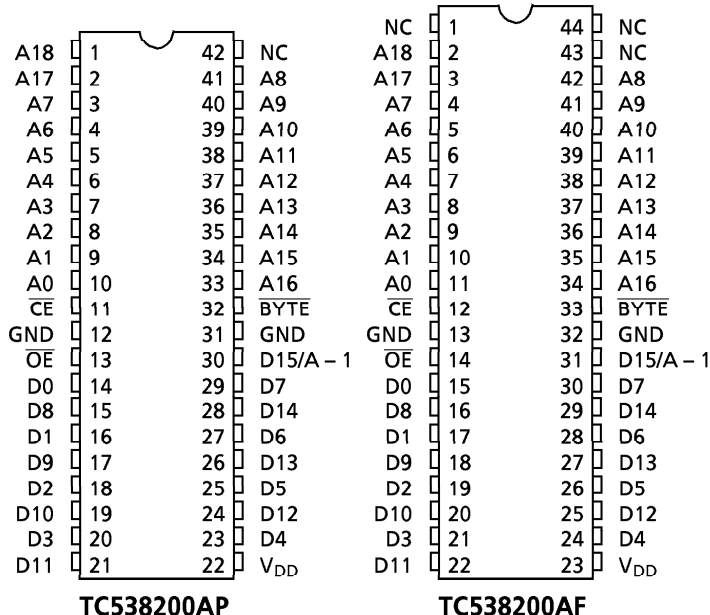 NC 1 44 NC
A18 1 42 NC A18 2 43 NC
A17 2 41 A8 A17 3 42 A8
A7 3 40 A9 A7 4 41 A9
A6 4 39 A10 A6 5 40 A10
A5 5 38 A11 A5 6 39 A11
A4 6 37 A12 A4 7 38 A12
A3 7 36 A13 A3 8 37 A13
A2 8 35 A14 A2 9 36 A14
A1 9 34 A15 A1 10 35 A15
A0 10 33 A16 A0 11 34 A16
C̅E̅ 11 32 B̅Y̅T̅E̅ C̅E̅ 12 33 B̅Y̅T̅E̅
GND 12 31 GND GND 13 32 GND
O̅E̅ 13 30 D15/A – 1 O̅E̅ 14 31 D15/A – 1
D0 14 29 D7 D0 15 30 D7
D8 15 28 D14 D8 16 29 D14
D1 16 27 D6 D1 17 28 D6
D9 17 26 D13 D9 18 27 D13
D2 18 25 D5 D2 19 26 D5
D10 19 24 D12 D10 20 25 D12
D3 20 23 D4 D3 21 24 D4
D11 21 22 VDD D11 22 23 VDD
TC538200AP TC538200AF